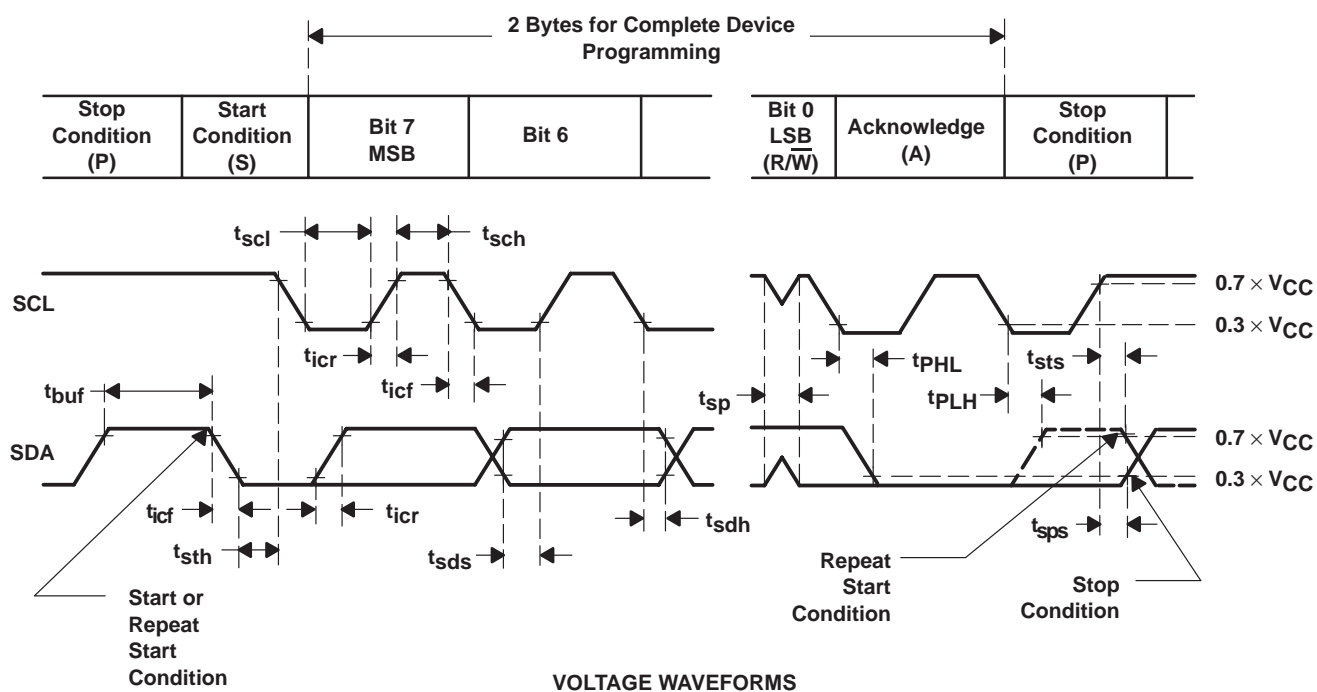 2 Bytes for Complete Device
Programming
Stop
Condition
(P)
Start
Condition
(S)
Bit 7
MSB
Bit 6
Bit 0
LSB
(R/W̅)
Acknowledge
(A)
Stop
Condition
(P)
tscl
tsch
SCL
0.7 × VCC
0.3 × VCC
ticr
ticf
tPHL
tsts
tbuf
tsp
tPLH
SDA
0.7 × VCC
0.3 × VCC
ticf
ticr
tsdh
tsth
tsds
tsps
Start or
Repeat
Start
Condition
Repeat
Start
Condition
Stop
Condition
VOLTAGE WAVEFORMS